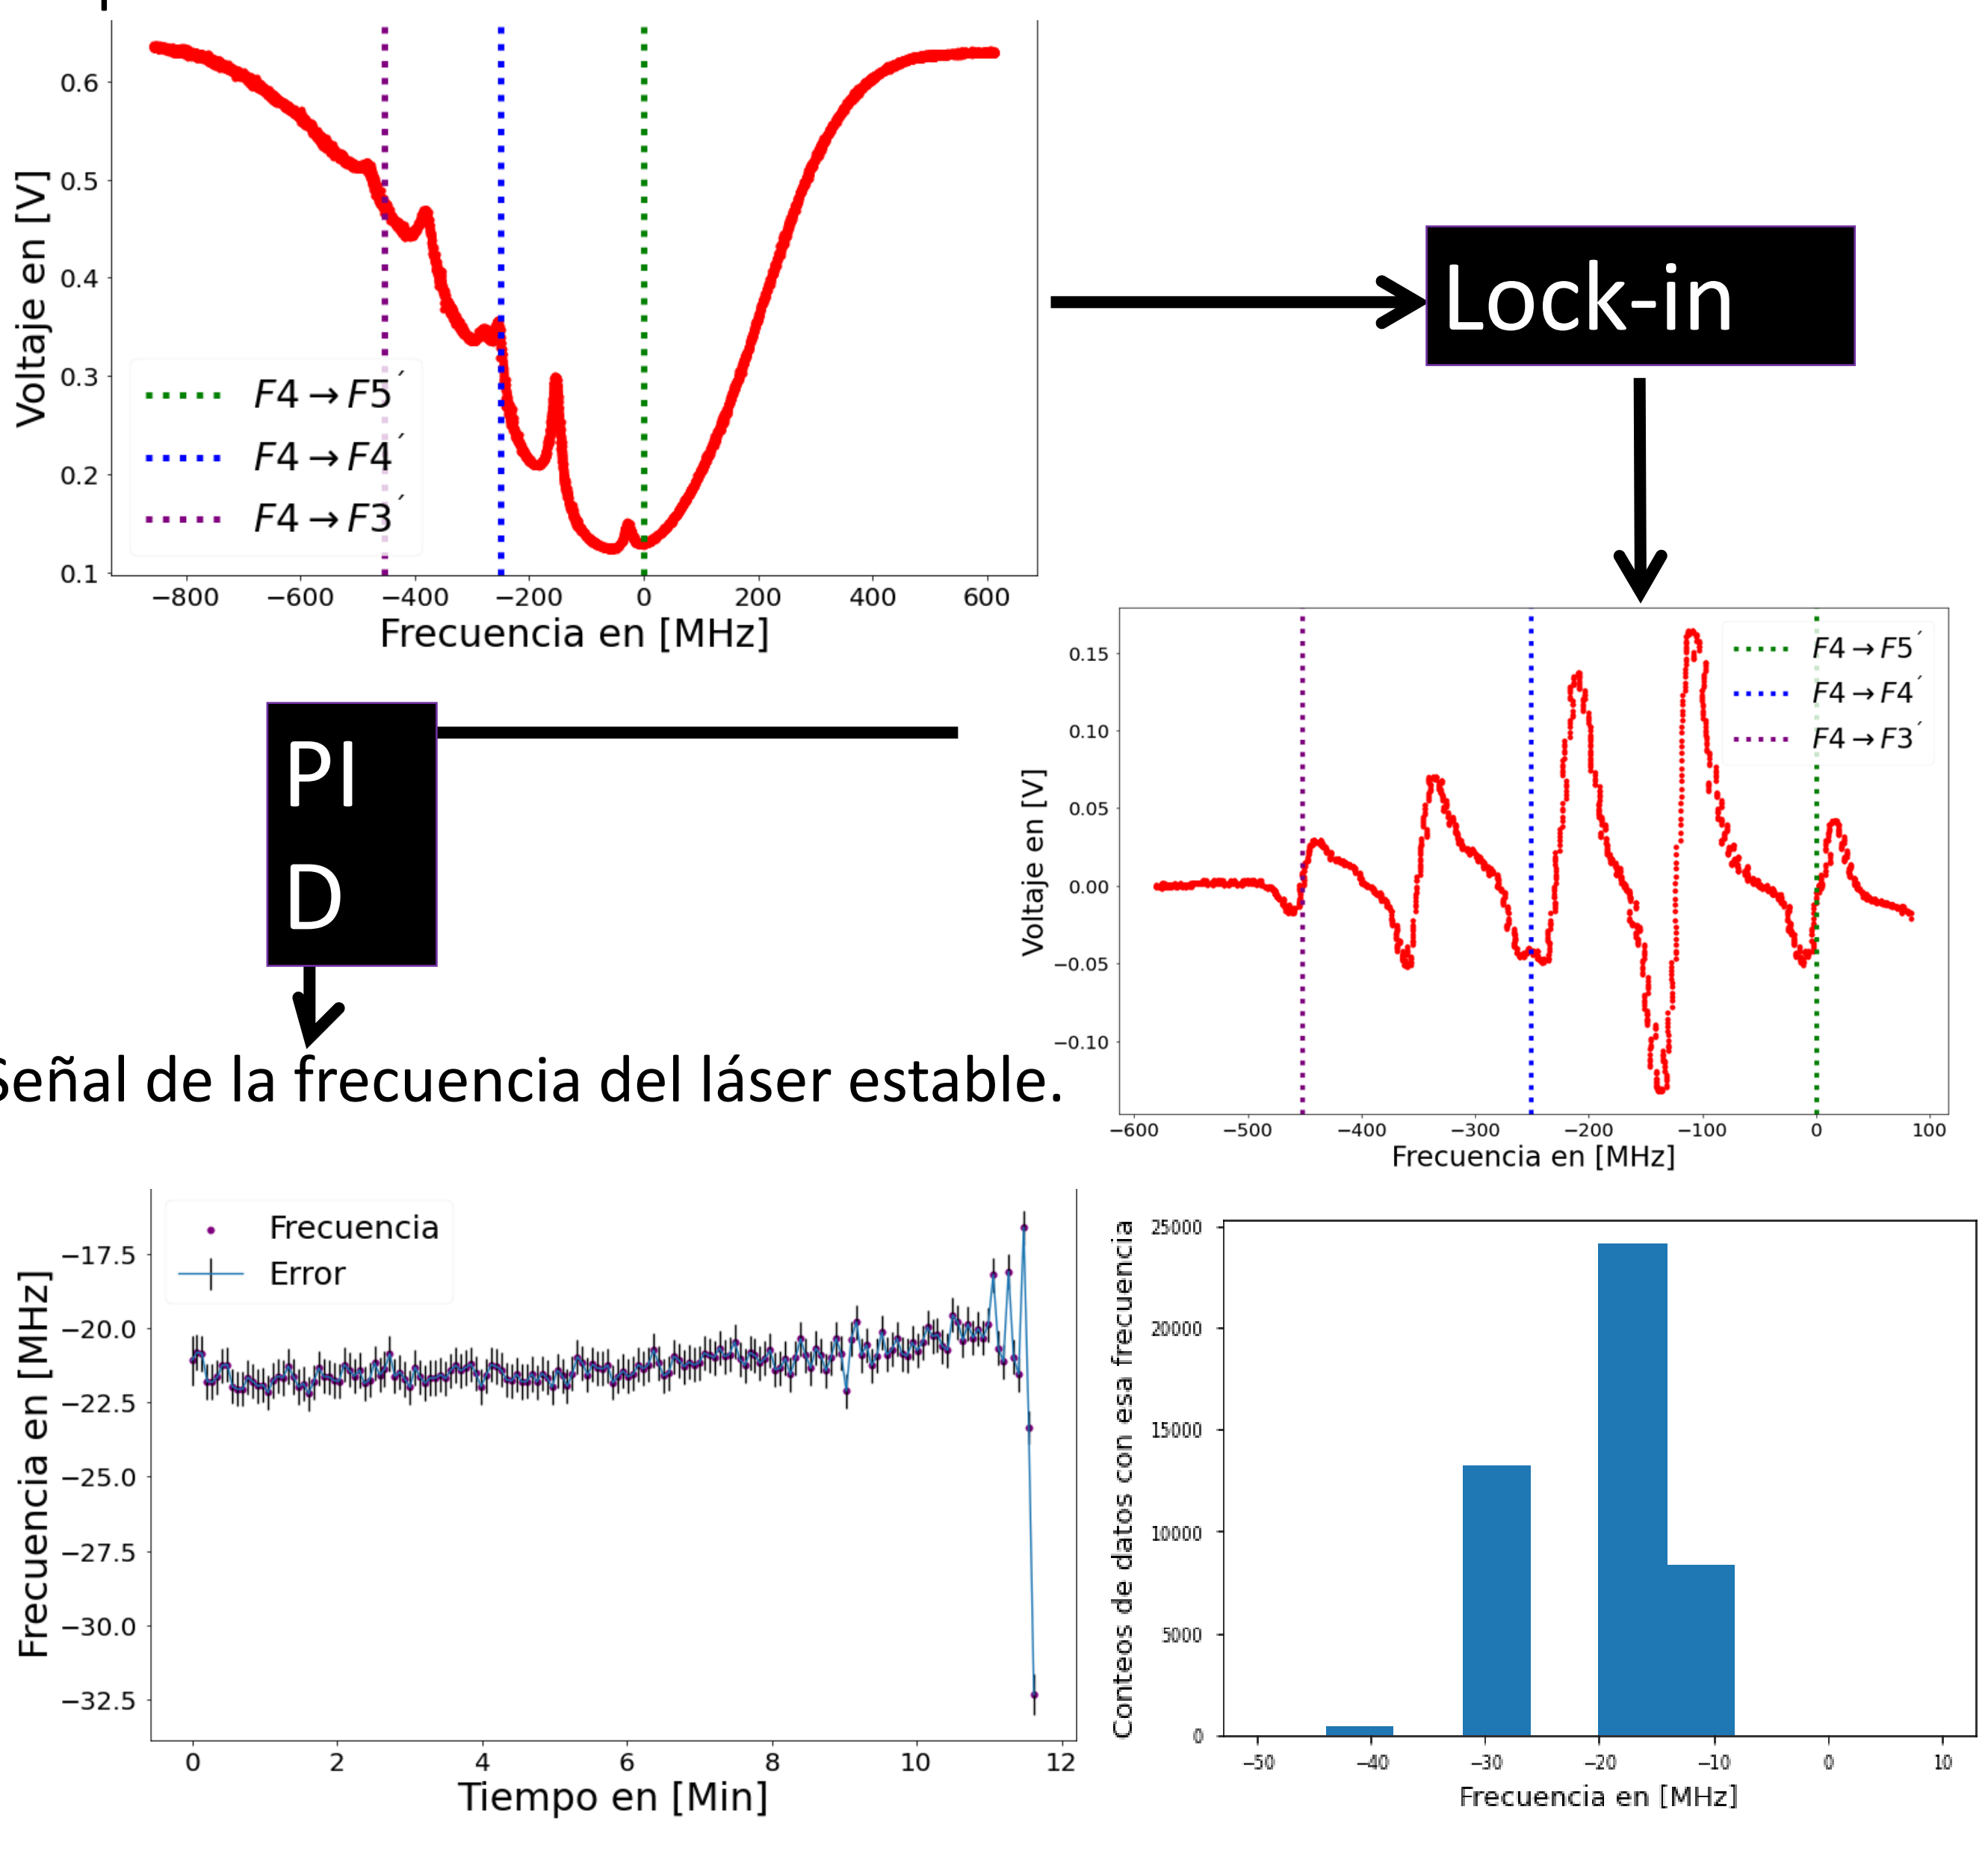 0.6
0.5
0.4
0.3
0.2
0.1
Voltaje en [V]
F4→F5´
F4→F4´
F4→F3´
−800 −600 −400 −200 0 200 400 600
Frecuencia en [MHz]
Lock-in
0.15
0.10
0.05
0.00
−0.05
−0.10
Voltaje en [V]
F4→F5´
F4→F4´
F4→F3´
−600 −500 −400 −300 −200 −100 0 100
Frecuencia en [MHz]
PI
D
Señal de la frecuencia del láser estable.
Frecuencia
Error
−17.5
−20.0
−22.5
−25.0
−27.5
−30.0
−32.5
Frecuencia en [MHz]
0 2 4 6 8 10 12
Tiempo en [Min]
25000
20000
15000
10000
5000
0
Conteos de datos con esa frecuencia
−50 −40 −30 −20 −10 0 10
Frecuencia en [MHz]